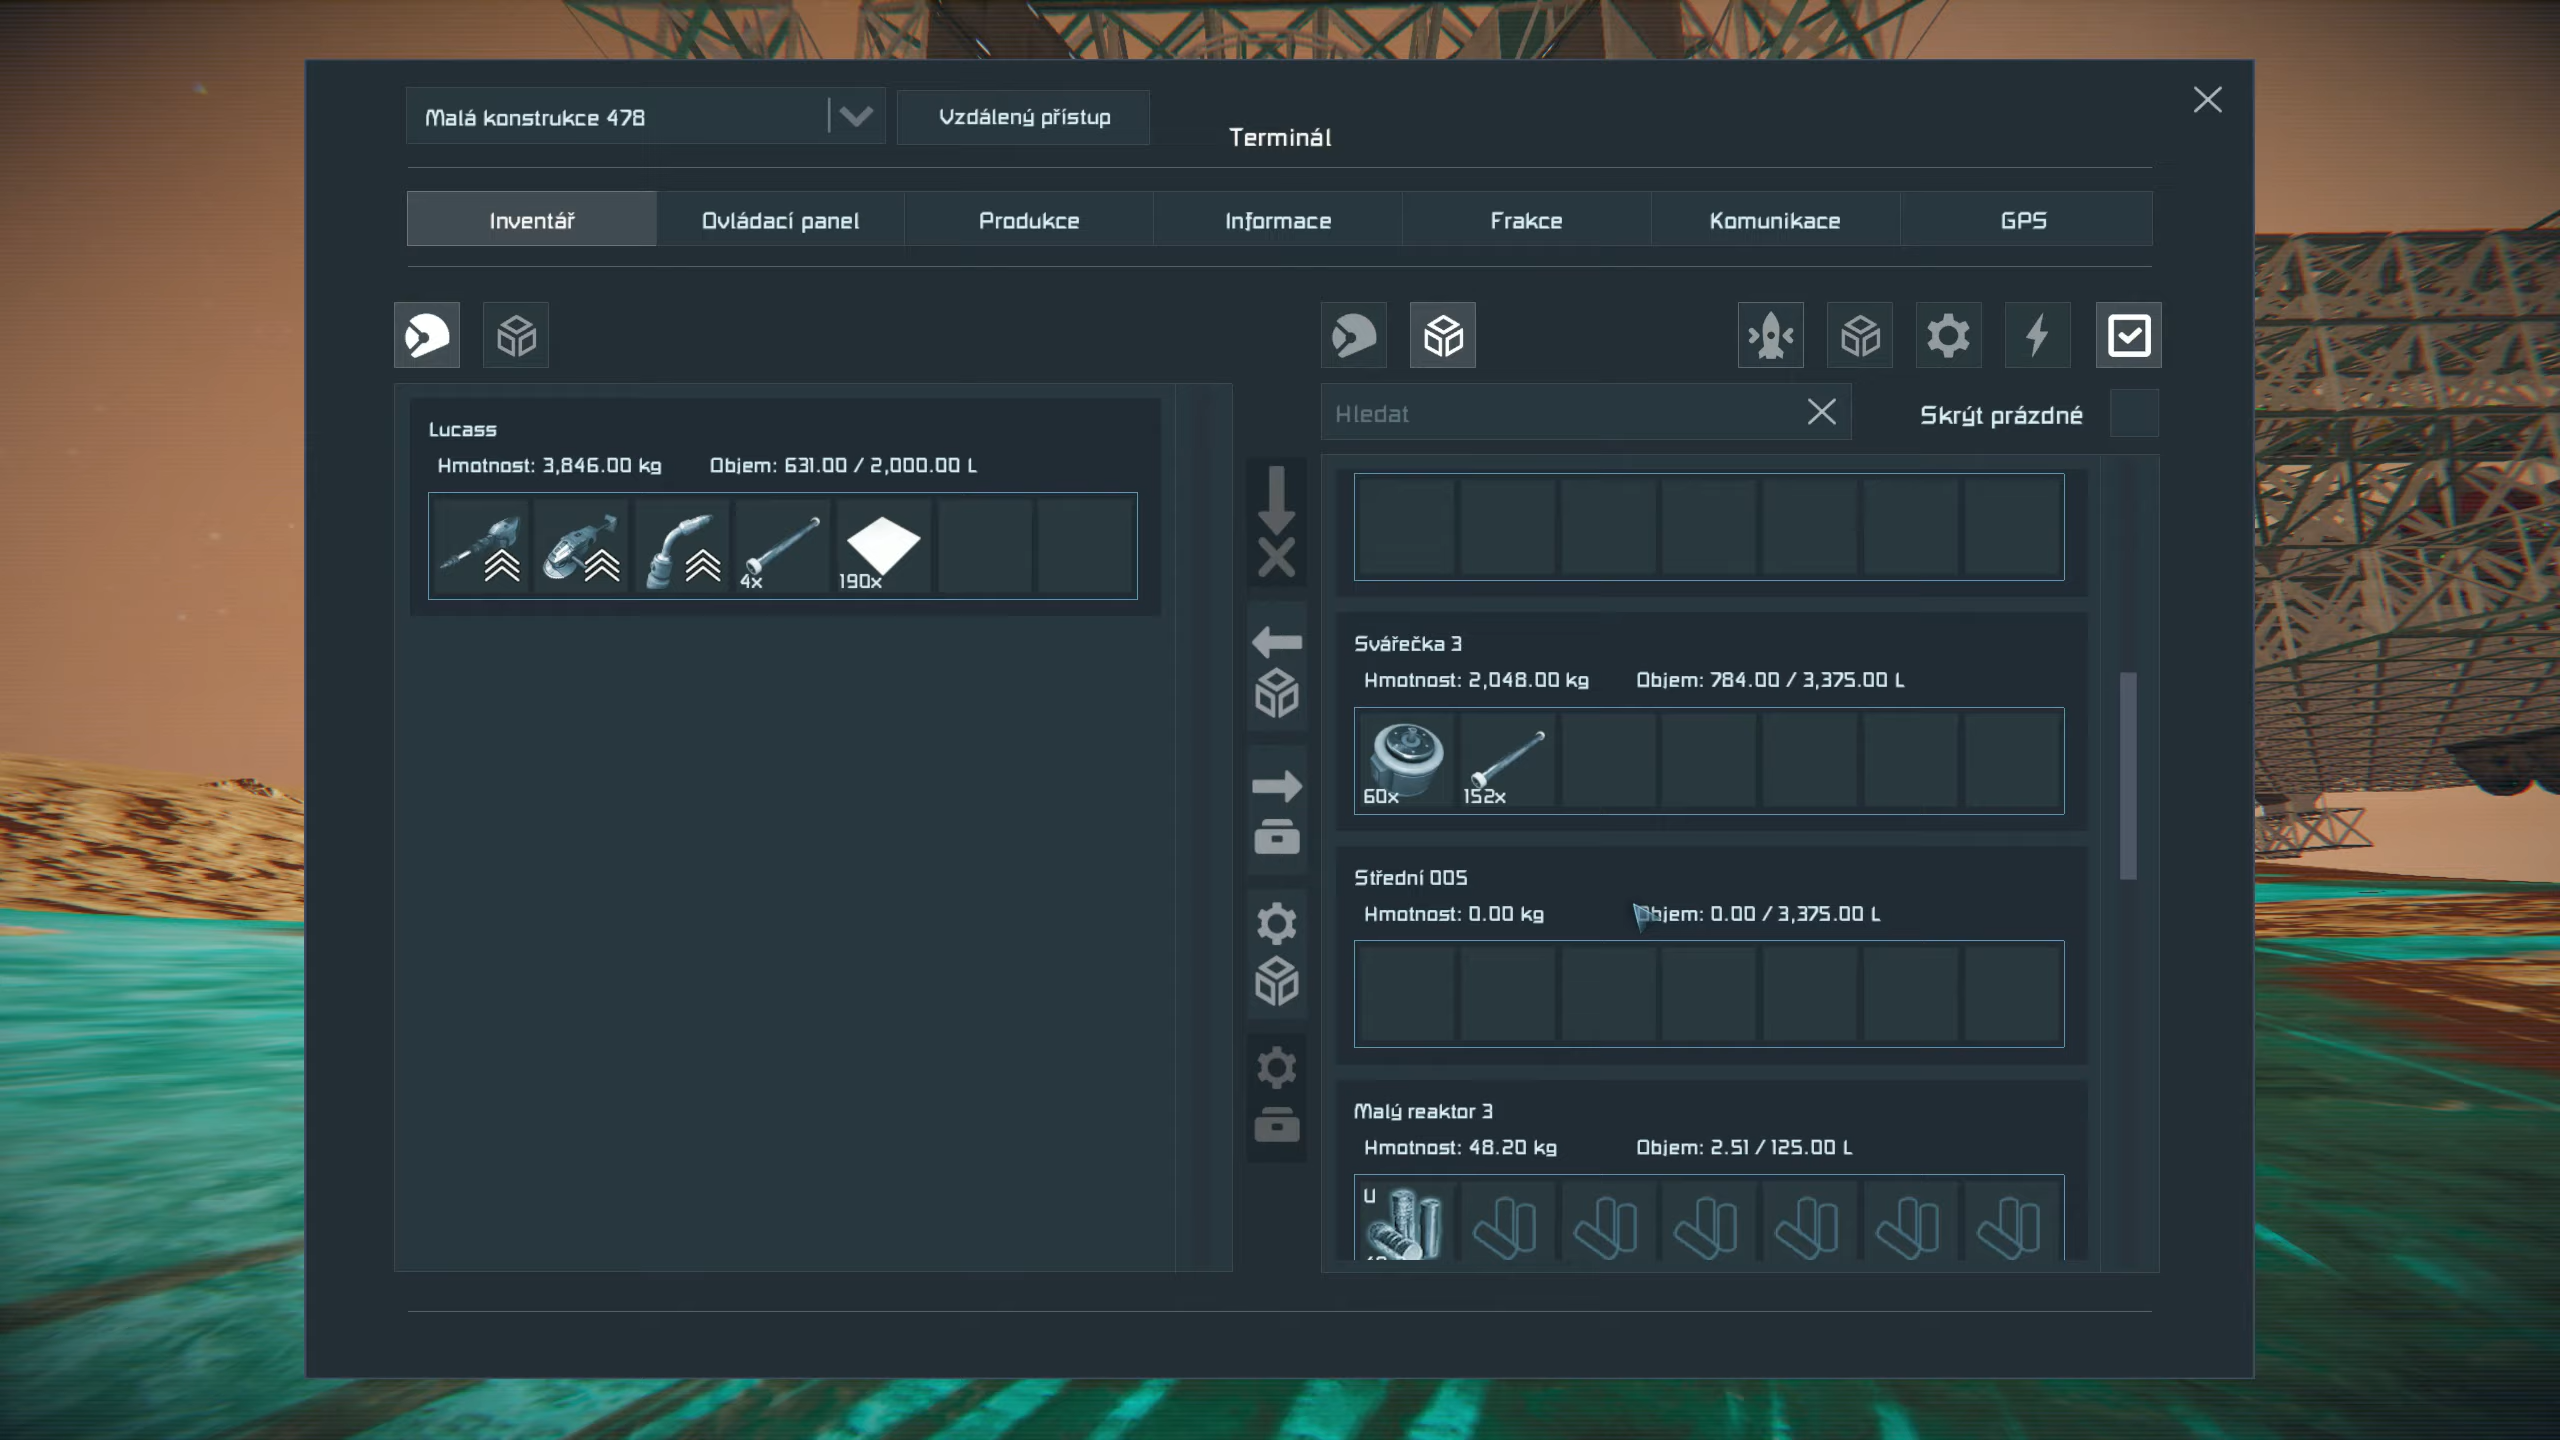 Malá konstrukce 478
Vzdálený přístup
Terminál
Inventář
Ovládací panel
Produkce
Informace
Frakce
Komunikace
GPS
Lucass
Hmotnost: 3,846.00 kg
Objem: 631.00 / 2,000.00 L
4x
190x
Hledat
Skrýt prázdné
Svářečka 3
Hmotnost: 2,048.00 kg
Objem: 784.00 / 3,375.00 L
60x
152x
Střední 005
Hmotnost: 0.00 kg
Objem: 0.00 / 3,375.00 L
Malý reaktor 3
Hmotnost: 48.20 kg
Objem: 2.51 / 125.00 L
U